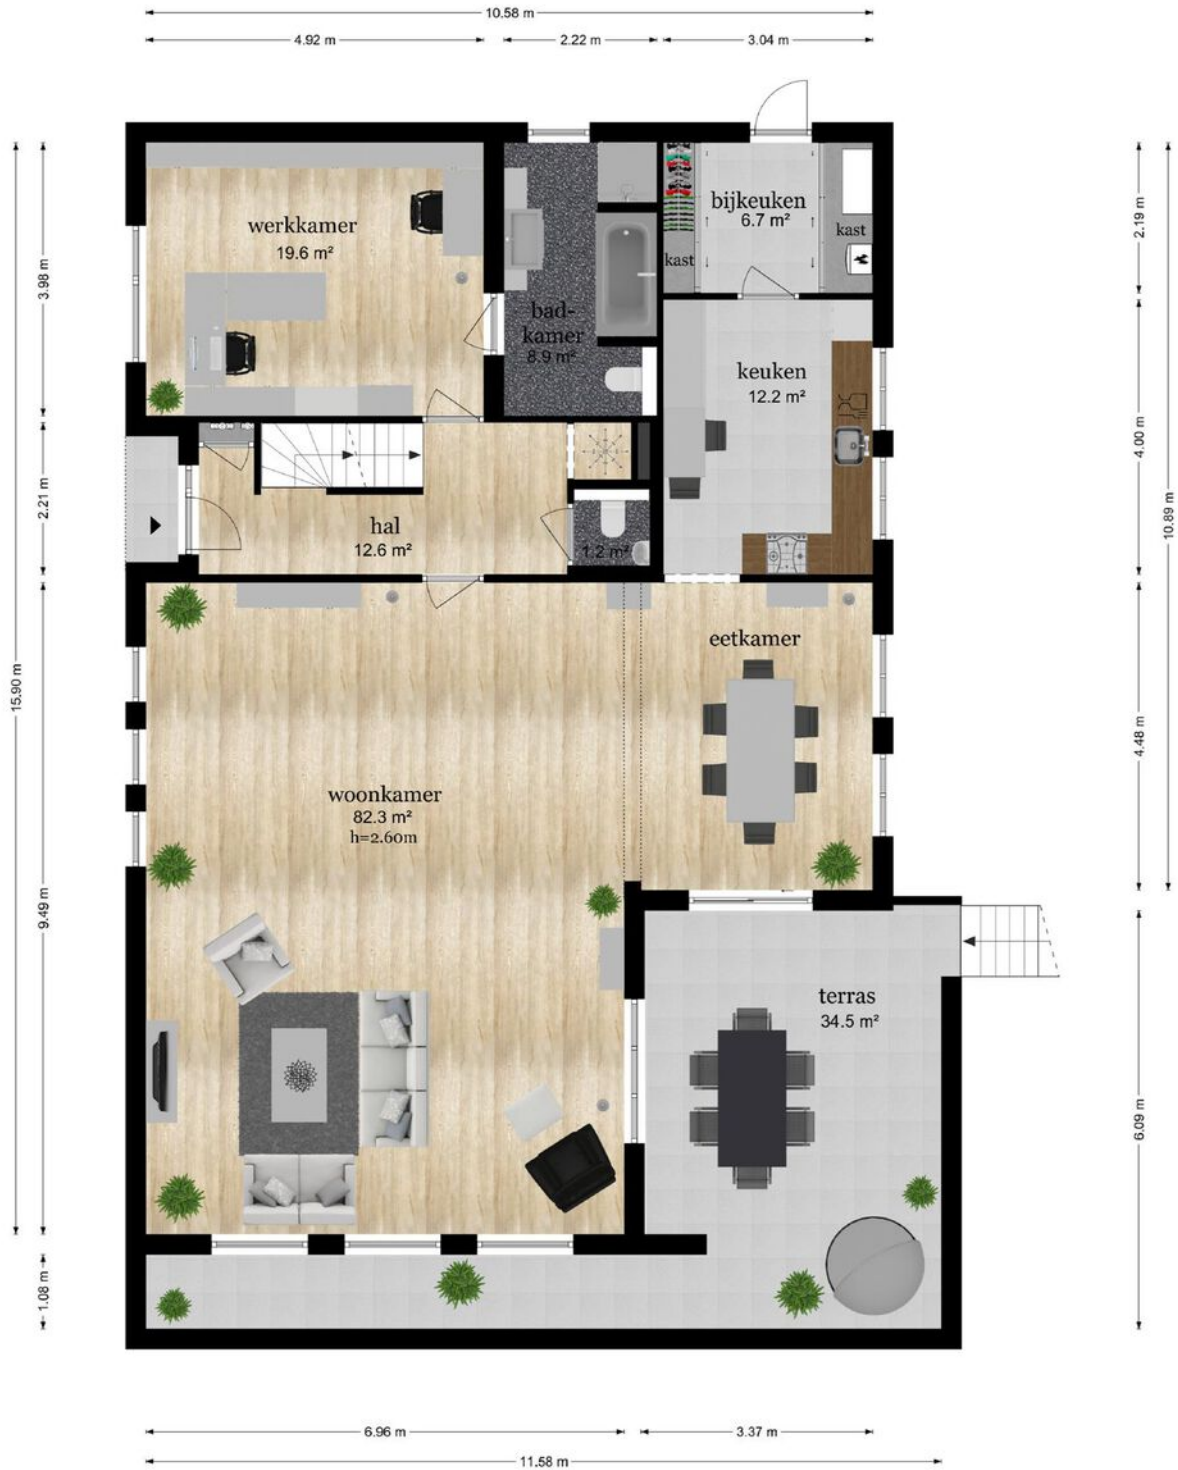 10.58 m
4.92 m
2.22 m
3.04 m
werkkamer
19.6 m²
bad-
kamer
8.9 m²
bijkeuken
6.7 m²
kast
kast
keuken
12.2 m²
hal
12.6 m²
1.2 m²
eetkamer
woonkamer
82.3 m²
h=2.60m
terras
34.5 m²
15.90 m
3.98 m
2.21 m
9.49 m
1.08 m
2.19 m
4.00 m
10.89 m
4.48 m
6.09 m
6.96 m
3.37 m
11.58 m